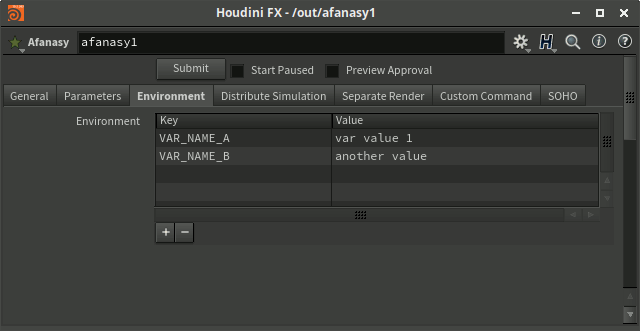 Houdini FX - /out/afanasy1
Afanasy afanasy1
Submit Start Paused Preview Approval
General Parameters Environment Distribute Simulation Separate Render Custom Command SOHO
Environment Key Value
VAR_NAME_A var value 1
VAR_NAME_B another value